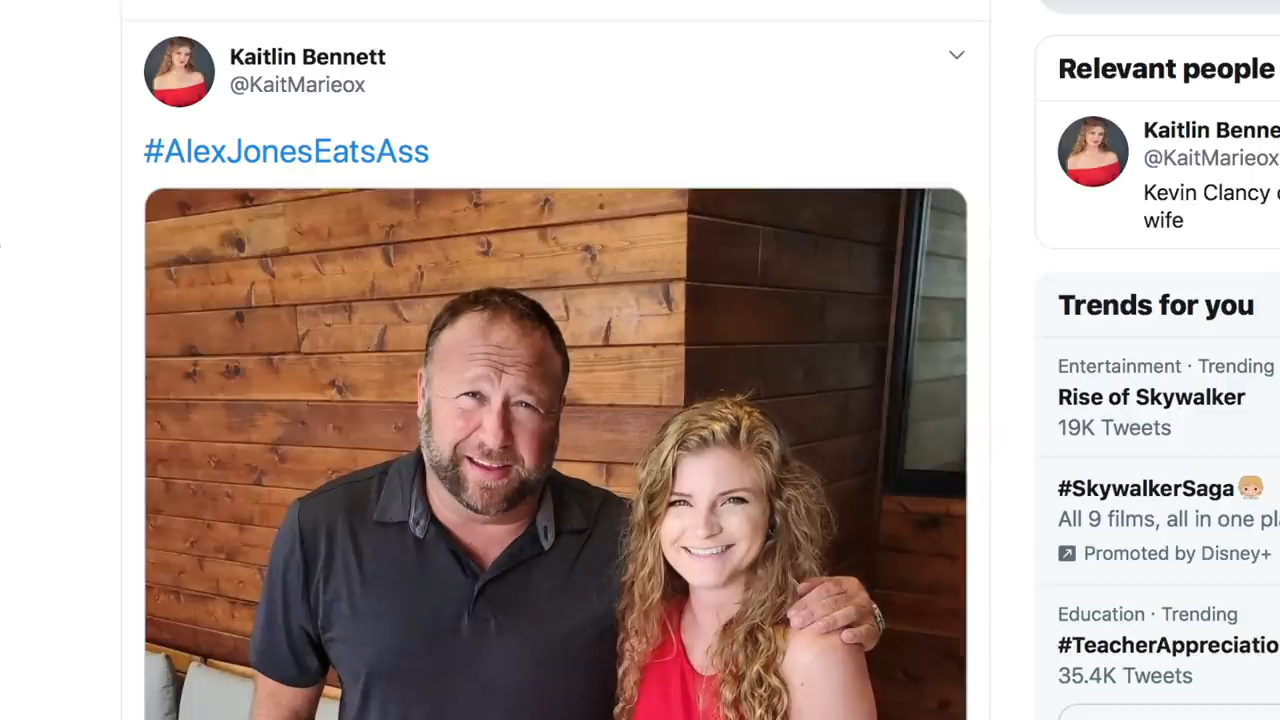 Kaitlin Bennett
@KaitMarieox
#AlexJonesEatsAss
Relevant people
Kaitlin Benne
@KaitMarieox
Kevin Clancy
wife
Trends for you
Entertainment · Trending
Rise of Skywalker
19K Tweets
#SkywalkerSaga
All 9 films, all in one pl
Promoted by Disney+
Education · Trending
#TeacherAppreciatio
35.4K Tweets